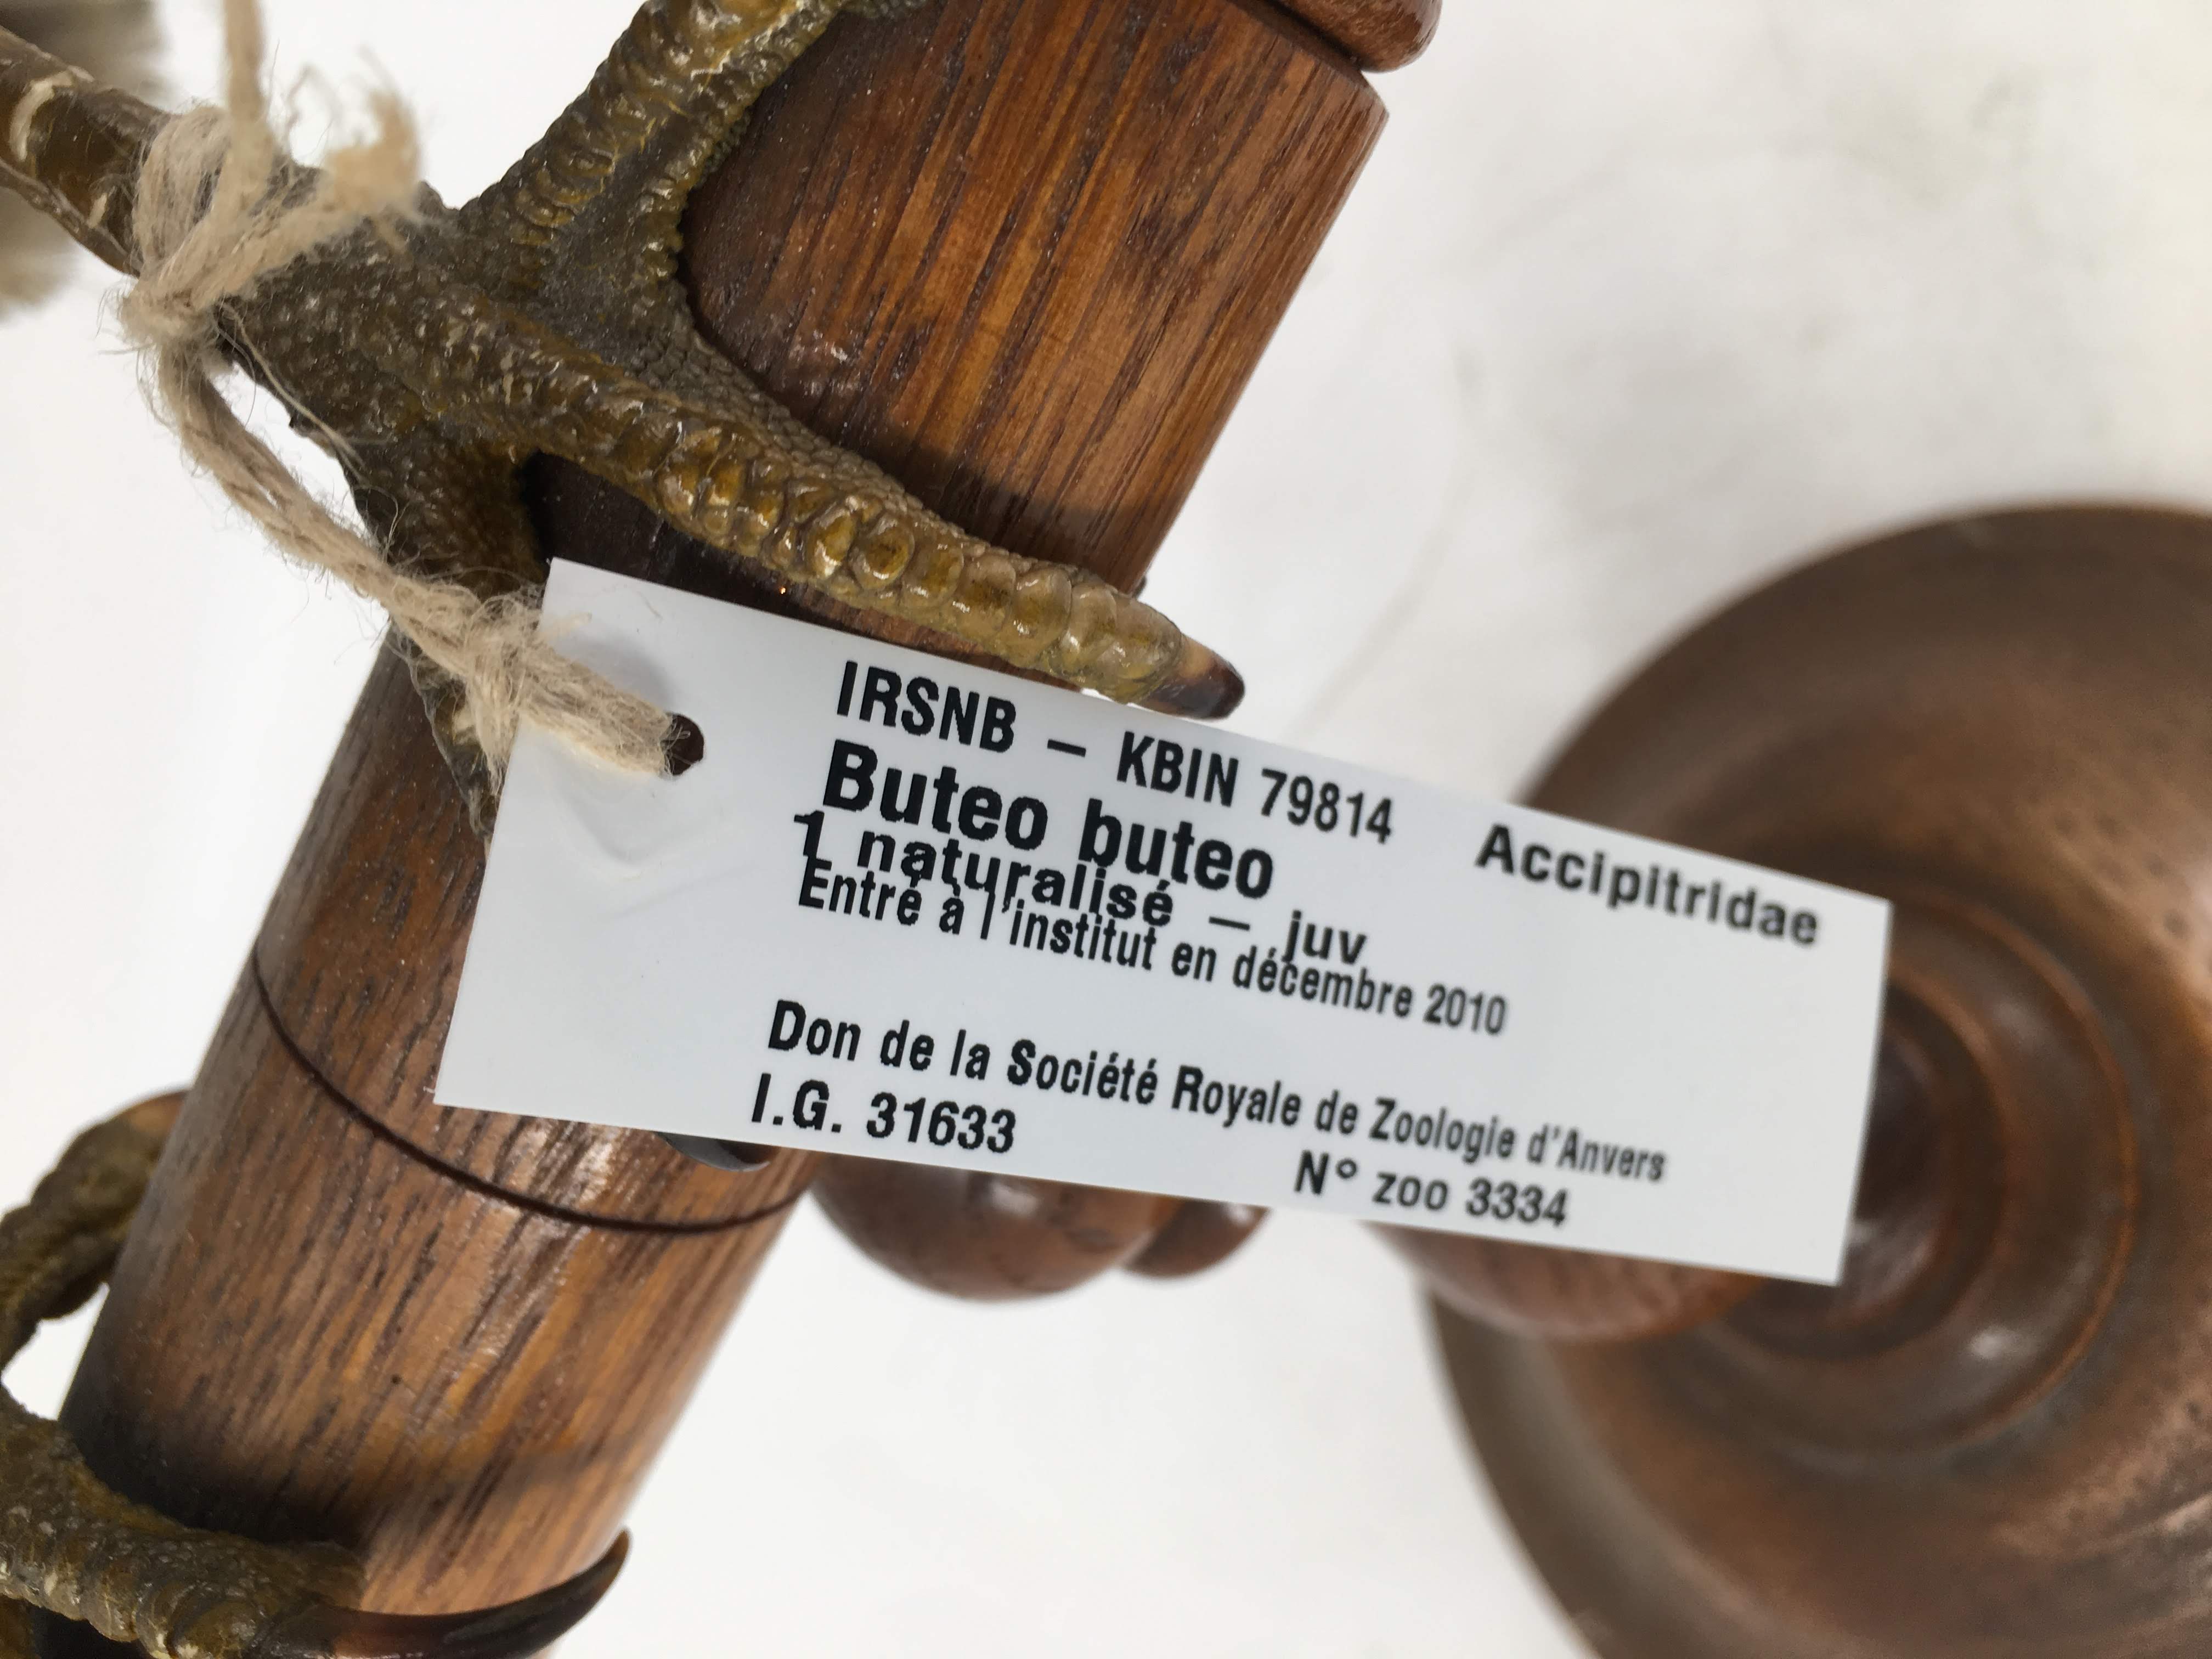 IRSNB – KBIN 79814
Buteo buteo Accipitridae
1 naturalisé – juv
Entré à l'institut en décembre 2010
Don de la Société Royale de Zoologie d'Anvers
I.G. 31633 N° zoo 3334